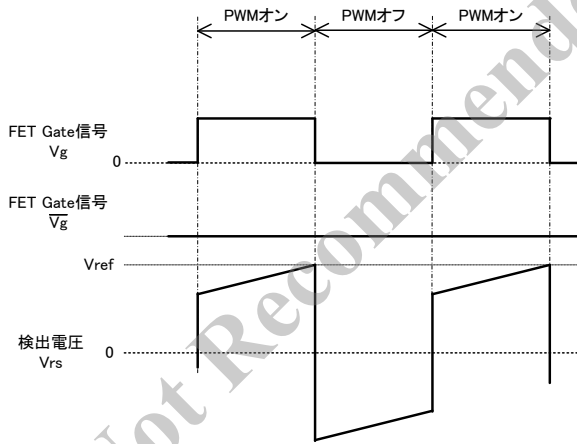 PWMオン PWMオフ PWMオン
FET Gate信号
Vg
0
FET Gate信号
Vg
Vref
検出電圧
Vrs
0
Not Recommende